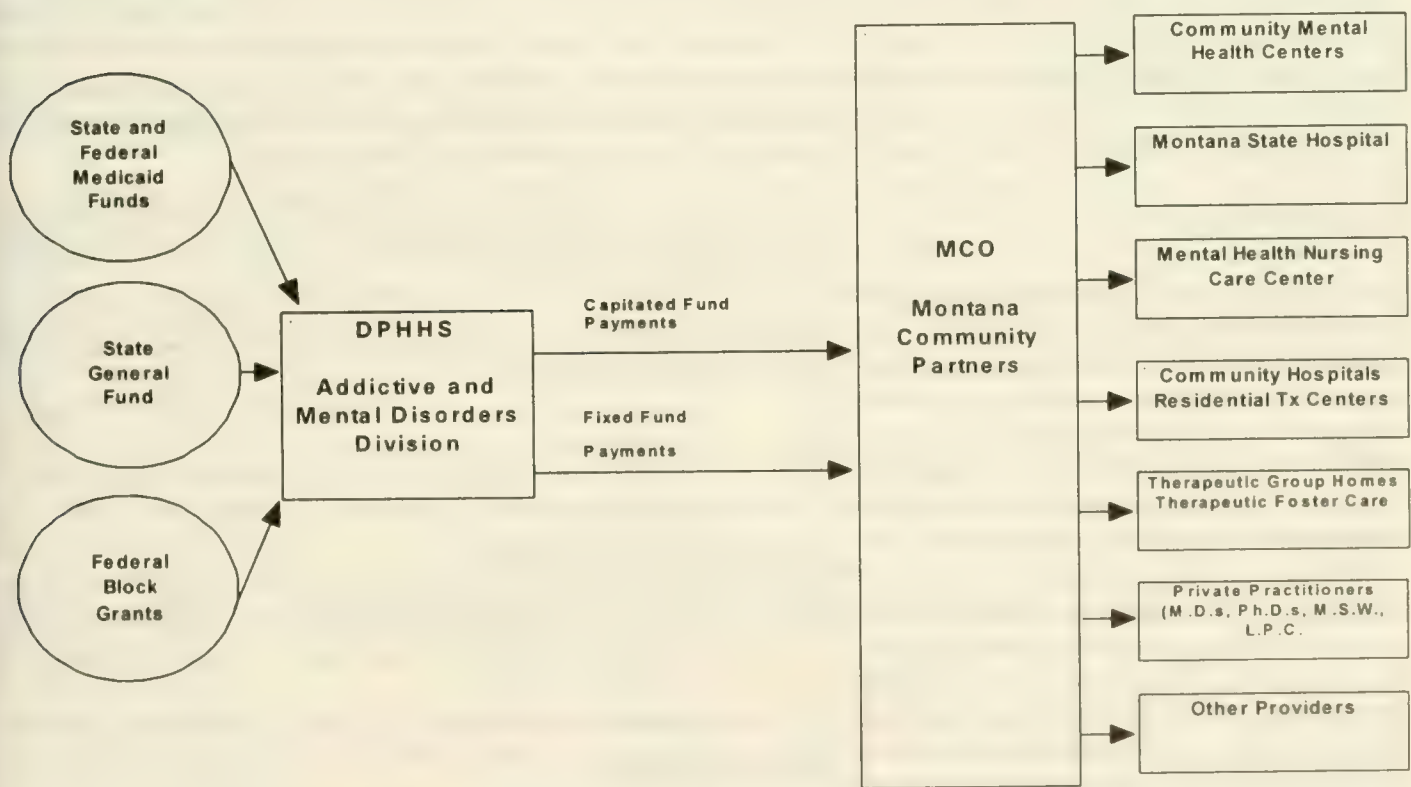 State and
Federal
Medicaid
Funds
State
General
Fund
Federal
Block
Grants
DPHHS
Addictive and
Mental Disorders
Division
Capitated Fund
Payments
Fixed Fund
Payments
MCO
Montana
Community
Partners
Community Mental
Health Centers
Montana State Hospital
Mental Health Nursing
Care Center
Community Hospitals
Residential Tx Centers
Therapeutic Group Homes
Therapeutic Foster Care
Private Practitioners
(M.D.s, Ph.D.s, M.S.W.,
L.P.C.
Other Providers